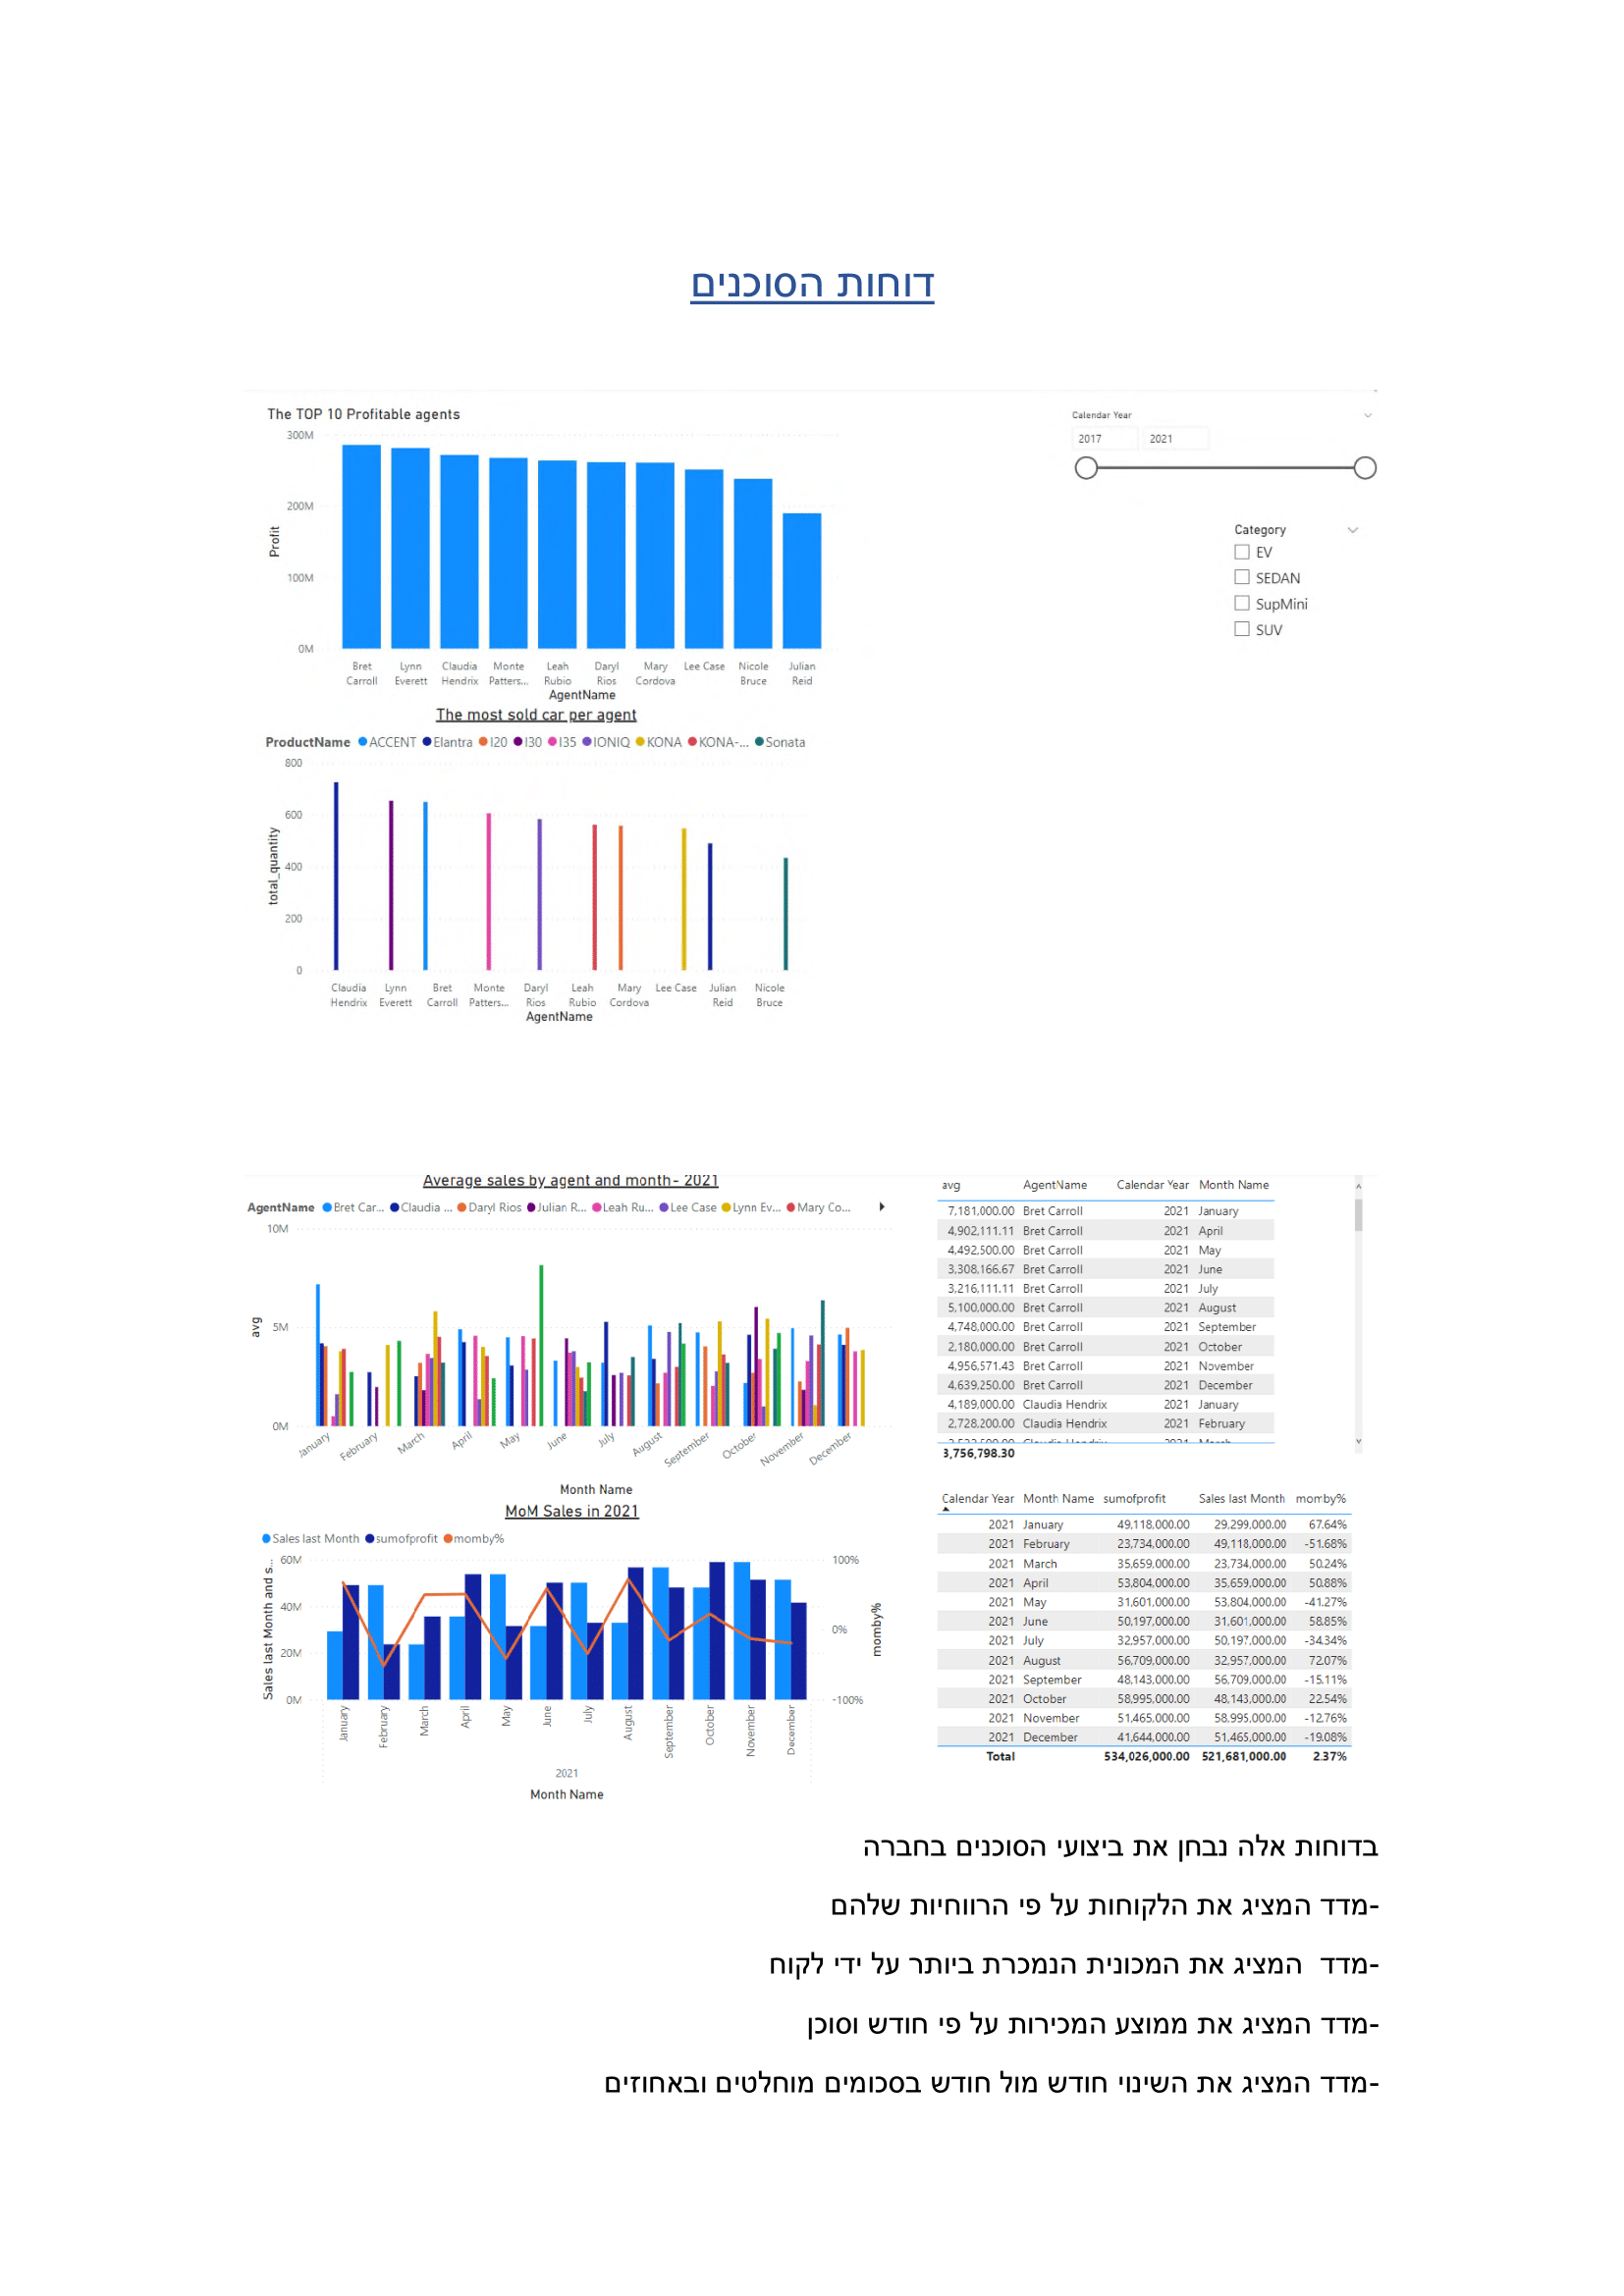 דוחות הסוכנים
The TOP 10 Profitable agents
300M
200M
100M
0M
Profit
Bret Carroll
Lynn Everett
Claudia Hendrix
Monte Patters...
Leah Rubio
Daryl Rios
Mary Cordova
Lee Case
Nicole Bruce
Julian Reid
AgentName
Calendar Year
2017 2021
Category
EV
SEDAN
SupMini
SUV
The most sold car per agent
ProductName ACCENT Elantra I20 I30 I35 IONIQ KONA KONA-... Sonata
800
600
400
200
0
total_quantity
Claudia Hendrix
Lynn Everett
Bret Carroll
Monte Patters...
Daryl Rios
Leah Rubio
Mary Cordova
Lee Case
Julian Reid
Nicole Bruce
AgentName
Average sales by agent and month- 2021
AgentName Bret Car... Claudia ... Daryl Rios Julian R... Leah Ru... Lee Case Lynn Ev... Mary Co...
10M
5M
0M
avg
January February March April May June July August September October November December
Month Name
avg AgentName Calendar Year Month Name
7,181,000.00 Bret Carroll 2021 January
4,902,111.11 Bret Carroll 2021 April
4,492,500.00 Bret Carroll 2021 May
3,308,166.67 Bret Carroll 2021 June
3,216,111.11 Bret Carroll 2021 July
5,100,000.00 Bret Carroll 2021 August
4,748,000.00 Bret Carroll 2021 September
2,180,000.00 Bret Carroll 2021 October
4,956,571.43 Bret Carroll 2021 November
4,639,250.00 Bret Carroll 2021 December
4,189,000.00 Claudia Hendrix 2021 January
2,728,200.00 Claudia Hendrix 2021 February
Claudia Hendrix 2021 March
3,756,798.30
MoM Sales in 2021
Sales last Month sumofprofit momby%
60M
40M
20M
0M
Sales last Month and s...
100%
0%
-100%
momby%
January February March April May June July August September October November December
2021
Month Name
Calendar Year Month Name sumofprofit Sales last Month momby%
2021 January 49,118,000.00 29,299,000.00 67.64%
2021 February 23,734,000.00 49,118,000.00 -51.68%
2021 March 35,659,000.00 23,734,000.00 50.24%
2021 April 53,804,000.00 35,659,000.00 50.88%
2021 May 31,601,000.00 53,804,000.00 -41.27%
2021 June 50,197,000.00 31,601,000.00 58.85%
2021 July 32,957,000.00 50,197,000.00 -34.34%
2021 August 56,709,000.00 32,957,000.00 72.07%
2021 September 48,143,000.00 56,709,000.00 -15.11%
2021 October 58,995,000.00 48,143,000.00 22.54%
2021 November 51,465,000.00 58,995,000.00 -12.76%
2021 December 41,644,000.00 51,465,000.00 -19.08%
Total 534,026,000.00 521,681,000.00 2.37%
בדוחות אלה נבחן את ביצועי הסוכנים בחברה
-מדד המציג את הלקוחות על פי הרווחיות שלהם
-מדד המציג את המכונית הנמכרת ביותר על ידי לקוח
-מדד המציג את ממוצע המכירות על פי חודש וסוכן
-מדד המציג את השינוי חודש מול חודש בסכומים מוחלטים ובאחוזים